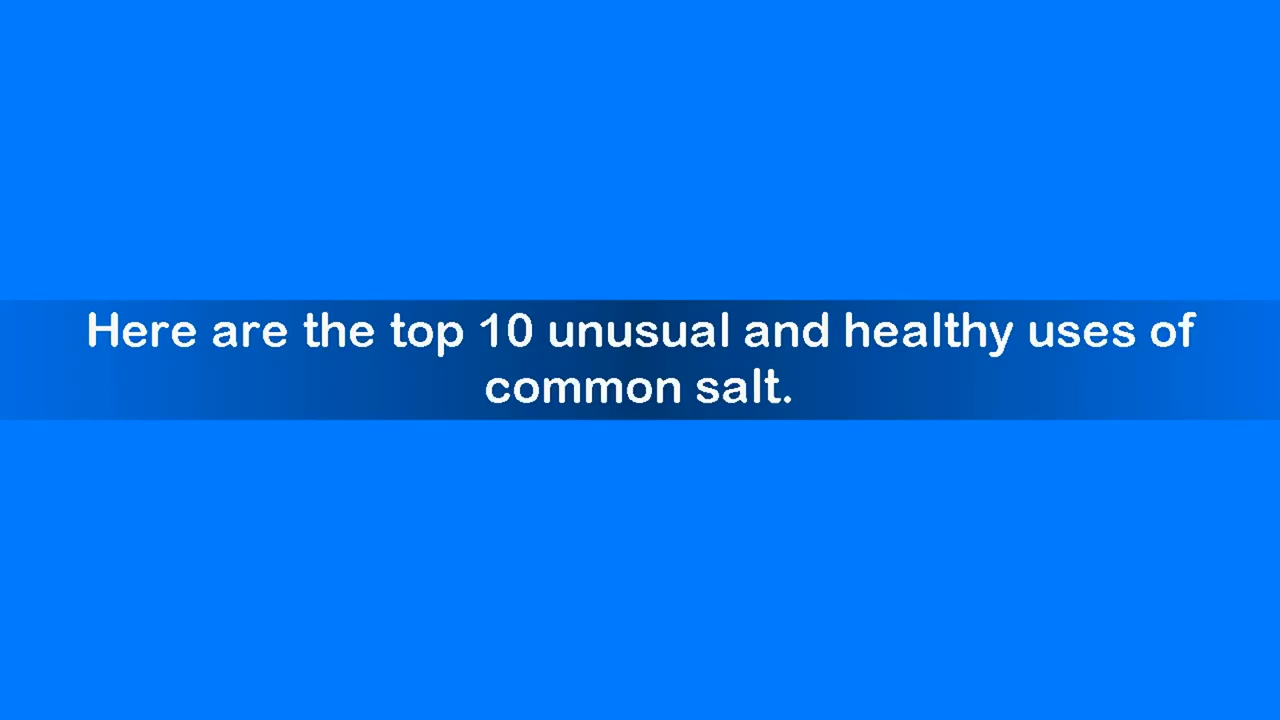 Here are the top 10 unusual and healthy uses of
common salt.